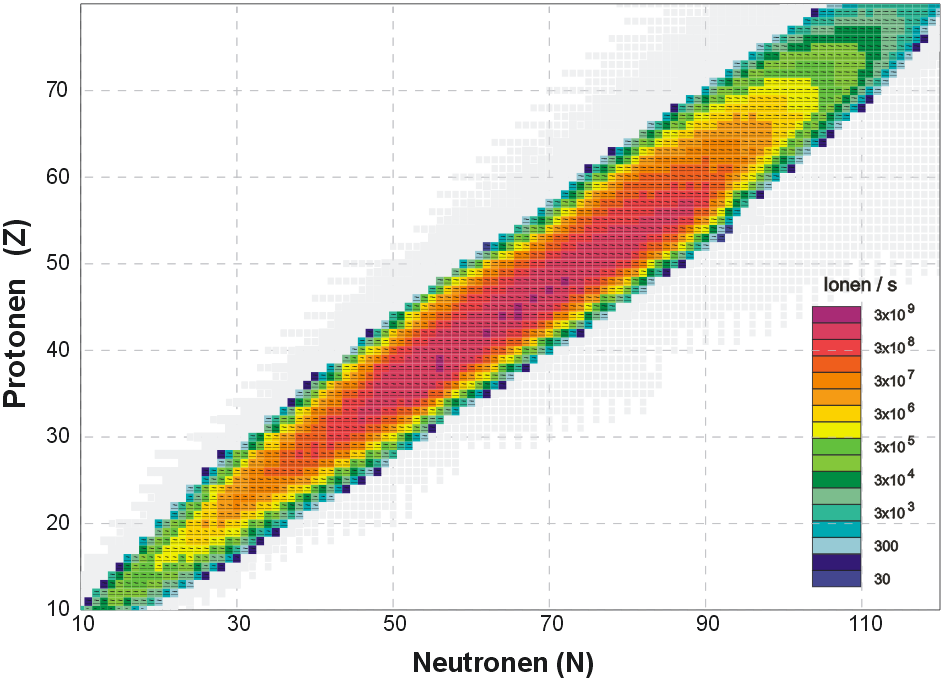 70
60
50
40
30
20
10
Protonen (Z)
10 30 50 70 90 110
Neutronen (N)
Ionen / s
3x10⁹
3x10⁸
3x10⁷
3x10⁶
3x10⁵
3x10⁴
3x10³
300
30